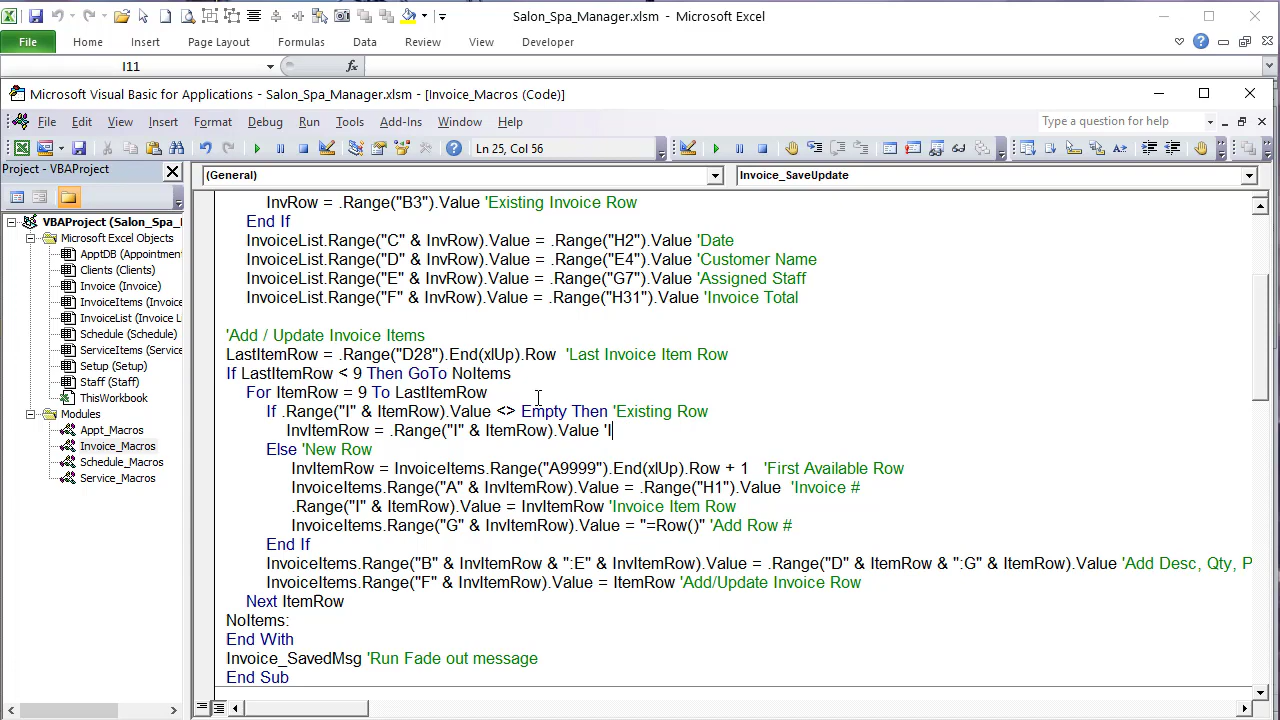 Salon_Spa_Manager.xlsm - Microsoft Excel
File Home Insert Page Layout Formulas Data Review View Developer
I11 fx
Microsoft Visual Basic for Applications - Salon_Spa_Manager.xlsm - [Invoice_Macros (Code)]
File Edit View Insert Format Debug Run Tools Add-Ins Window Help Type a question for help
Ln 25, Col 56
Project - VBAProject
(General) Invoice_SaveUpdate
VBAProject (Salon_Spa_
Microsoft Excel Objects
ApptDB (Appointment
Clients (Clients)
Invoice (Invoice)
InvoiceItems (Invoice
InvoiceList (Invoice L
Schedule (Schedule)
ServiceItems (Service
Setup (Setup)
Staff (Staff)
ThisWorkbook
Modules
Appt_Macros
Invoice_Macros
Schedule_Macros
Service_Macros
InvRow = .Range("B3").Value 'Existing Invoice Row
End If
InvoiceList.Range("C" & InvRow).Value = .Range("H2").Value 'Date
InvoiceList.Range("D" & InvRow).Value = .Range("E4").Value 'Customer Name
InvoiceList.Range("E" & InvRow).Value = .Range("G7").Value 'Assigned Staff
InvoiceList.Range("F" & InvRow).Value = .Range("H31").Value 'Invoice Total
'Add / Update Invoice Items
LastItemRow = .Range("D28").End(xlUp).Row 'Last Invoice Item Row
If LastItemRow < 9 Then GoTo NoItems
For ItemRow = 9 To LastItemRow
If .Range("I" & ItemRow).Value <> Empty Then 'Existing Row
InvItemRow = .Range("I" & ItemRow).Value 'I
Else 'New Row
InvItemRow = InvoiceItems.Range("A9999").End(xlUp).Row + 1 'First Available Row
InvoiceItems.Range("A" & InvItemRow).Value = .Range("H1").Value 'Invoice #
.Range("I" & ItemRow).Value = InvItemRow 'Invoice Item Row
InvoiceItems.Range("G" & InvItemRow).Value = "=Row()" 'Add Row #
End If
InvoiceItems.Range("B" & InvItemRow & ":E" & InvItemRow).Value = .Range("D" & ItemRow & ":G" & ItemRow).Value 'Add Desc, Qty, P
InvoiceItems.Range("F" & InvItemRow).Value = ItemRow 'Add/Update Invoice Row
Next ItemRow
NoItems:
End With
Invoice_SavedMsg 'Run Fade out message
End Sub